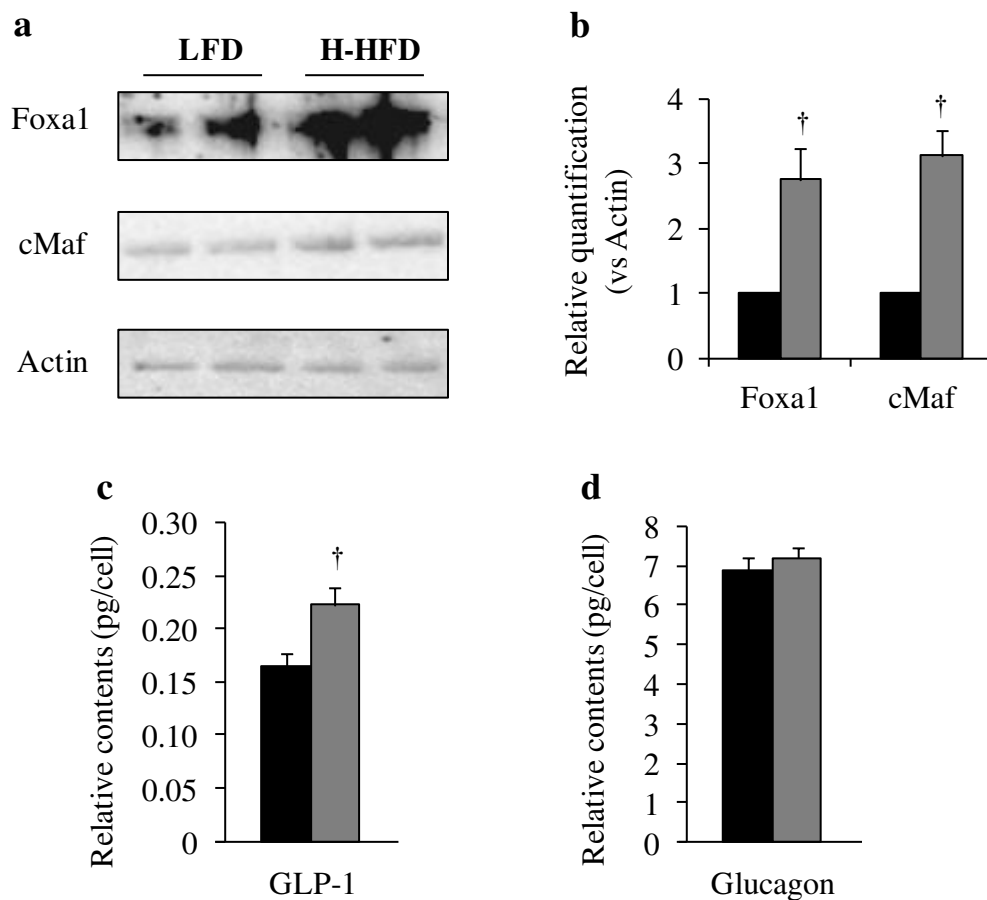 a
LFD H-HFD
Foxa1
cMaf
Actin
b
Relative quantification
(vs Actin)
4
3
2
1
0
†
†
Foxa1 cMaf
c
Relative contents (pg/cell)
0.30
0.25
0.20
0.15
0.10
0.05
0
†
GLP-1
d
Relative contents (pg/cell)
8
7
6
5
4
3
2
1
0
Glucagon